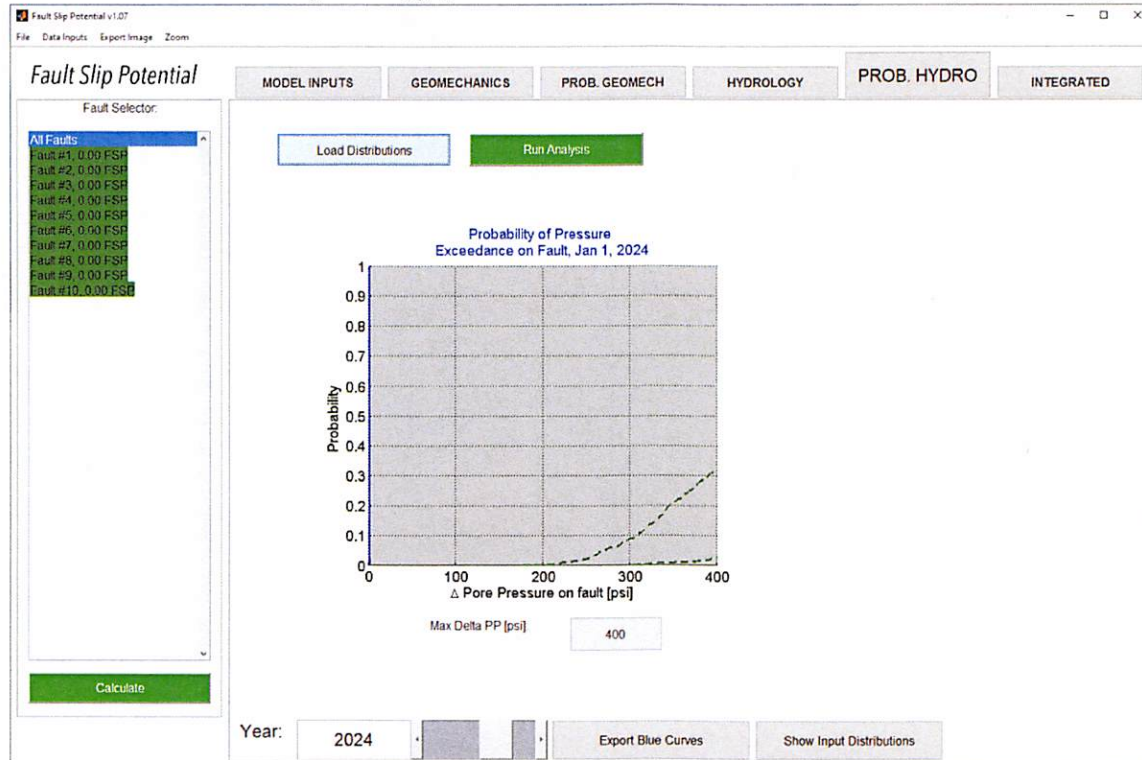 Fault Slip Potential v1.07
File Data Inputs Export Image Zoom
Fault Slip Potential
MODEL INPUTS
GEOMECHANICS
PROB. GEOMECH
HYDROLOGY
PROB. HYDRO
INTEGRATED
Fault Selector:
All Faults
Fault #1, 0.00 FSP
Fault #2, 0.00 FSP
Fault #3, 0.00 FSP
Fault #4, 0.00 FSP
Fault #5, 0.00 FSP
Fault #6, 0.00 FSP
Fault #7, 0.00 FSP
Fault #8, 0.00 FSP
Fault #9, 0.00 FSP
Fault #10, 0.00 FSP
Calculate
Load Distributions
Run Analysis
Probability of Pressure
Exceedance on Fault, Jan 1, 2024
Probability
1
0.9
0.8
0.7
0.6
0.5
0.4
0.3
0.2
0.1
0
0 100 200 300 400
Δ Pore Pressure on fault [psi]
Max Delta PP [psi]
400
Year:
2024
Export Blue Curves
Show Input Distributions